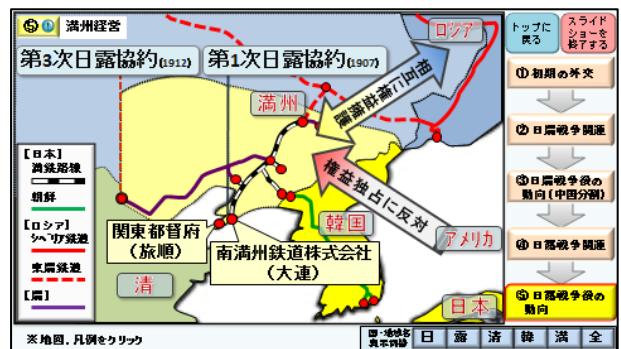 ⑤① 満州経営
第3次日露協約(1912)
第1次日露協約(1907)
ロシア
トップに
戻る
スライド
ショーを
終了する
相互に権益擁護
満州
①初期の外交
②日清戦争関連
③日清戦争後の
動向(中国分割)
④日露戦争関連
⑤日露戦争後の
動向
【日本】
満鉄路線
朝鮮
【ロシア】
シベリア鉄道
東清鉄道
【清】
権益独占に反対
アメリカ
韓国
関東都督府
(旅順)
南満州鉄道株式会社
(大連)
清
日本
※地図，凡例をクリック
国・地域名
表示切替
日 露 清 韓 満 全